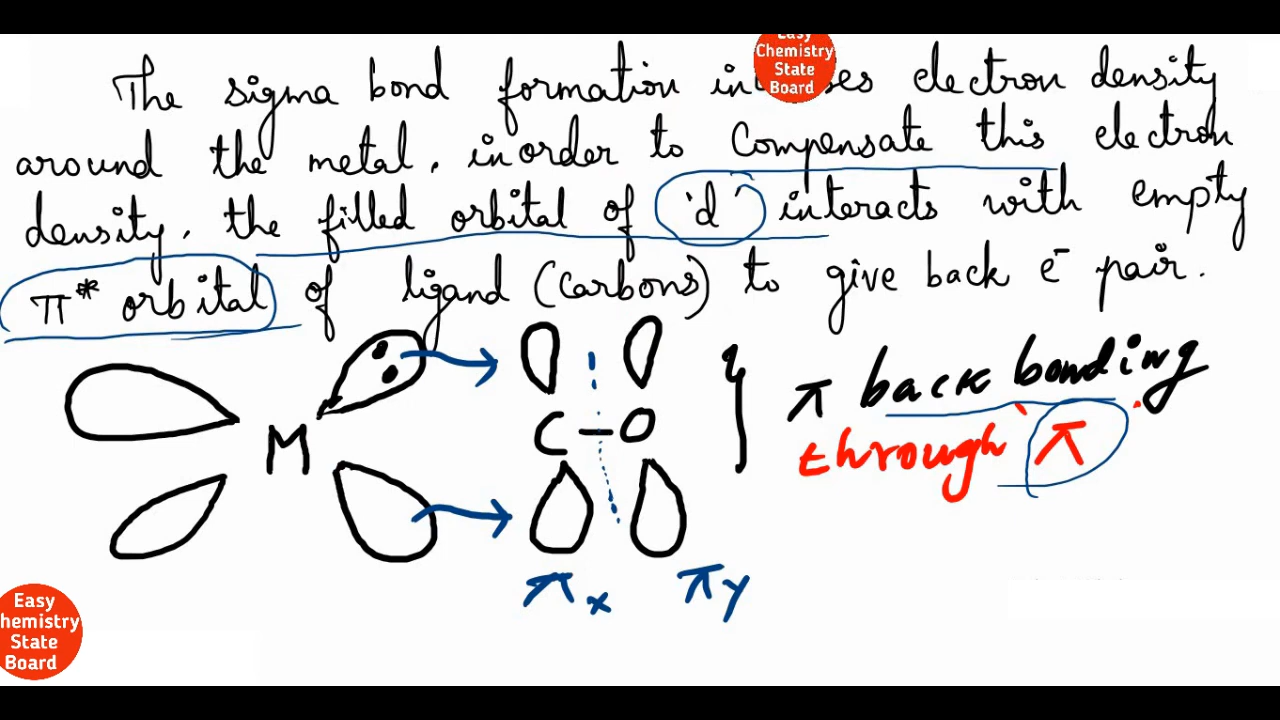 Easy
Chemistry
State
Board
The sigma bond formation in ses electron density
around the metal. in order to compensate this electron
density. the filled orbital of 'd' interacts with empty
π* orbital of ligand (carbons) to give back e⁻ pair.
M
C-O
π back bonding
through 'π'
πx πy
Easy
hemistry
State
Board